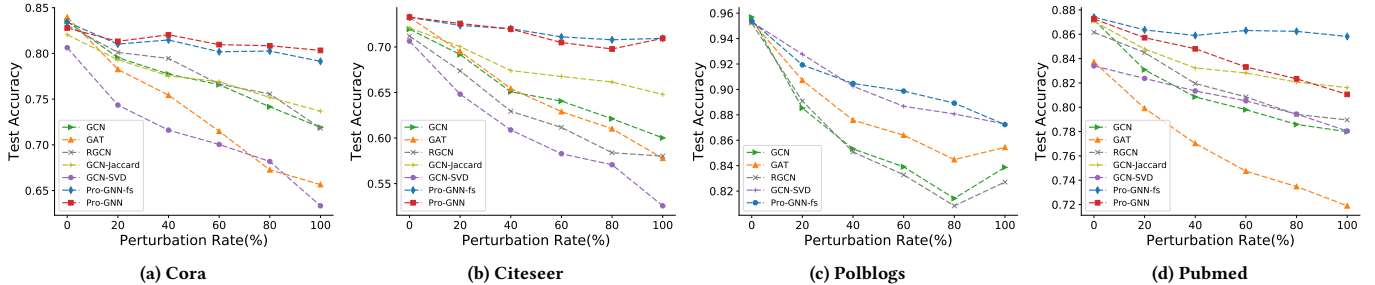 0.85
0.80
0.75
0.70
0.65
Test Accuracy
GCN
GAT
RGCN
GCN-Jaccard
GCN-SVD
Pro-GNN-fs
Pro-GNN
0 20 40 60 80 100
Perturbation Rate(%)
(a) Cora
0.70
0.65
0.60
0.55
Test Accuracy
GCN
GAT
RGCN
GCN-Jaccard
GCN-SVD
Pro-GNN-fs
Pro-GNN
0 20 40 60 80 100
Perturbation Rate(%)
(b) Citeseer
0.96
0.94
0.92
0.90
0.88
0.86
0.84
0.82
Test Accuracy
GCN
GAT
RGCN
GCN-SVD
Pro-GNN-fs
0 20 40 60 80 100
Perturbation Rate(%)
(c) Polblogs
0.88
0.86
0.84
0.82
0.80
0.78
0.76
0.74
0.72
Test Accuracy
GCN
GAT
RGCN
GCN-Jaccard
GCN-SVD
Pro-GNN-fs
Pro-GNN
0 20 40 60 80 100
Perturbation Rate(%)
(d) Pubmed